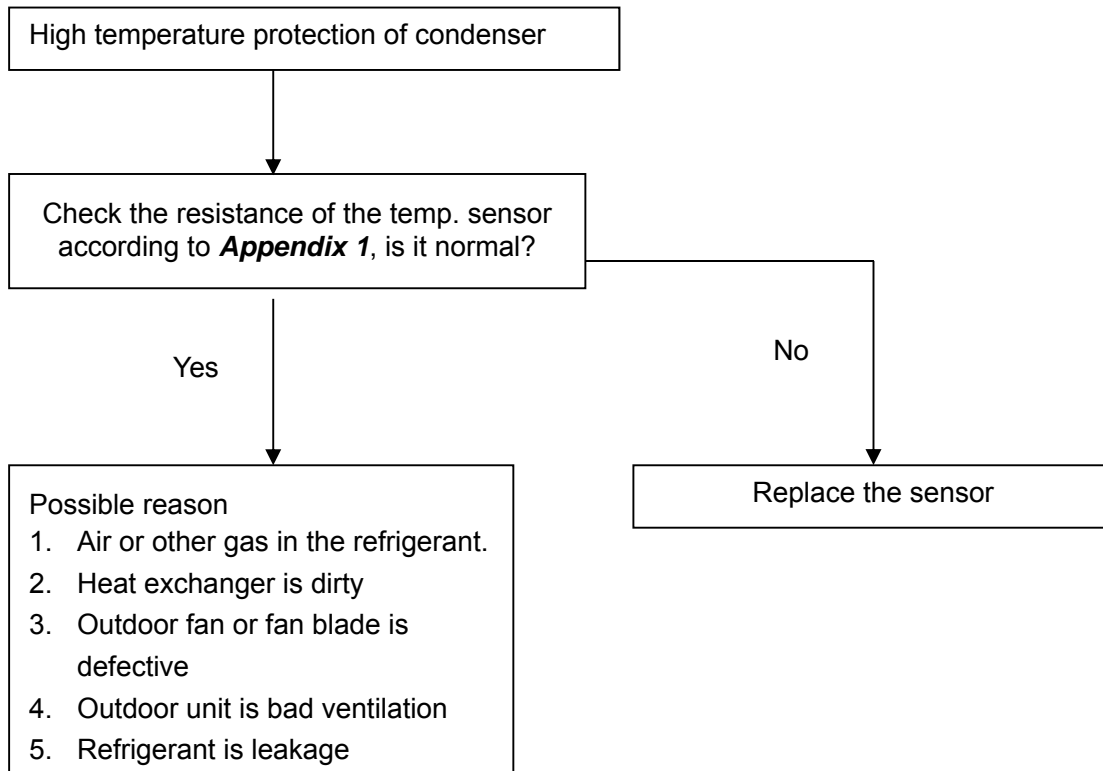 High temperature protection of condenser
Check the resistance of the temp. sensor
according to Appendix 1, is it normal?
Yes
No
Possible reason
1. Air or other gas in the refrigerant.
2. Heat exchanger is dirty
3. Outdoor fan or fan blade is
defective
4. Outdoor unit is bad ventilation
5. Refrigerant is leakage
Replace the sensor